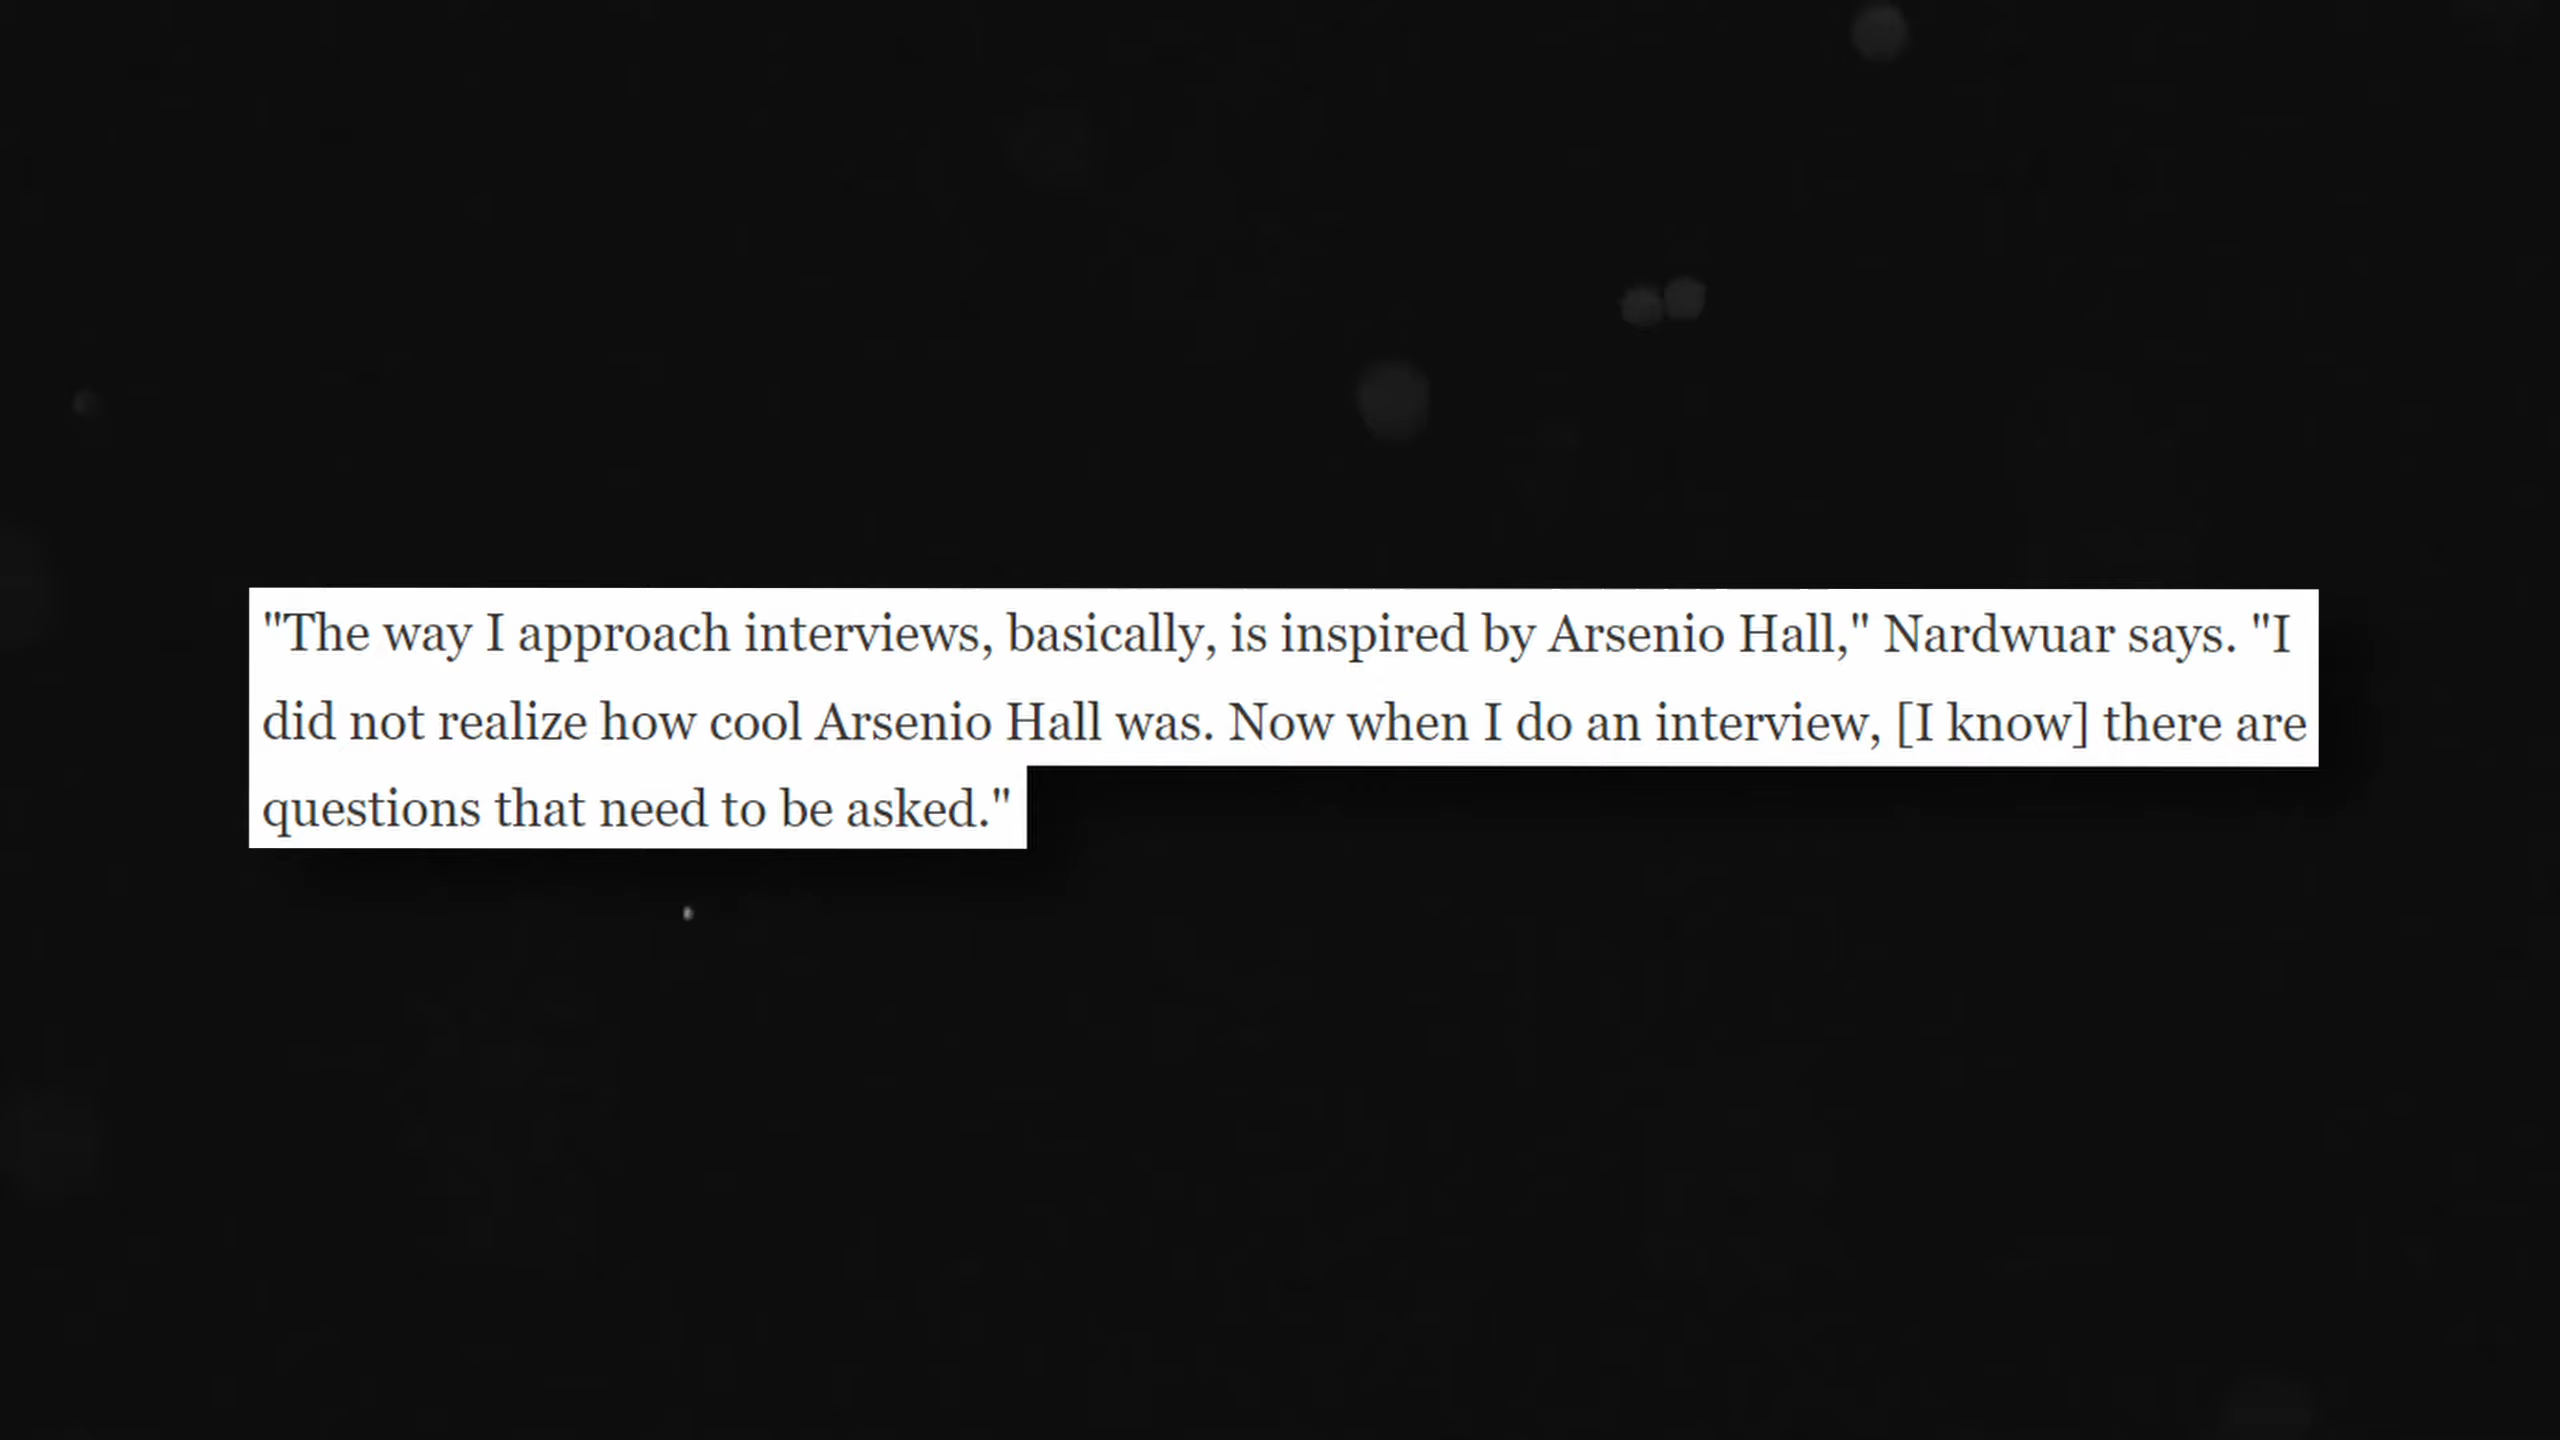 "The way I approach interviews, basically, is inspired by Arsenio Hall," Nardwuar says. "I
did not realize how cool Arsenio Hall was. Now when I do an interview, [I know] there are
questions that need to be asked."